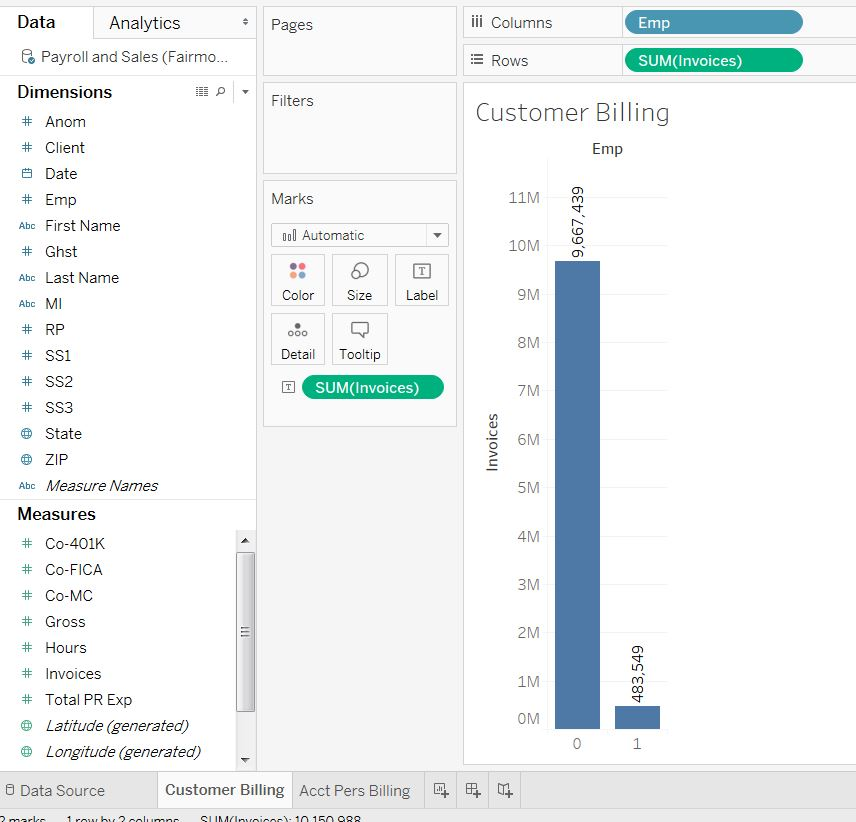 Data
Analytics
Payroll and Sales (Fairmo...
Dimensions
Anom
Client
Date
Emp
Abc First Name
Ghst
Abc Last Name
Abc MI
RP
SS1
SS2
SS3
State
ZIP
Abc Measure Names
Measures
Co-401K
Co-FICA
Co-MC
Gross
Hours
Invoices
Total PR Exp
Latitude (generated)
Longitude (generated)
Pages
Filters
Marks
Automatic
Color
Size
T
Label
Detail
Tooltip
T SUM(Invoices)
Columns
Emp
Rows
SUM(Invoices)
Customer Billing
Emp
Invoices
11M
10M
9M
8M
7M
6M
5M
4M
3M
2M
1M
0M
9,667,439
483,549
0
1
Data Source
Customer Billing
Acct Pers Billing
2 marks 1 row by 2 columns SUM(Invoices): 10,150,988